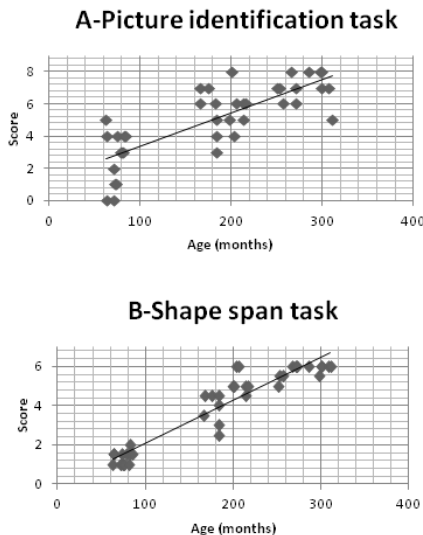 A-Picture identification task
8
6
4
2
0
Score
0 100 200 300 400
Age (months)
B-Shape span task
6
4
2
0
Score
0 100 200 300 400
Age (months)